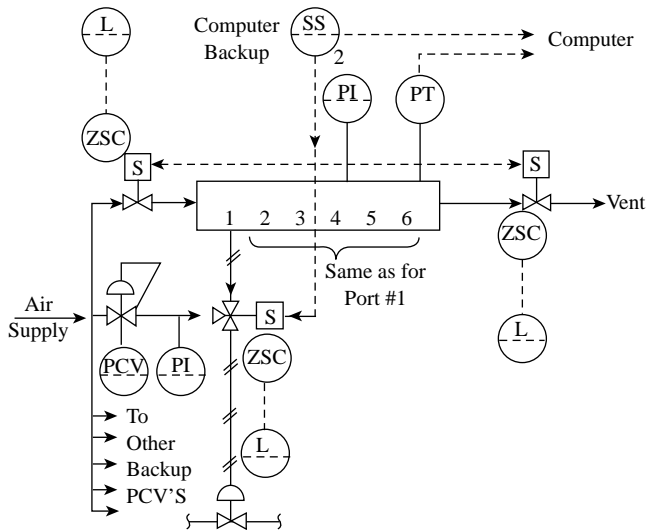 L
Computer
Backup
SS
2
Computer
PI
PT
ZSC
S
S
1 2 3 4 5 6
Vent
ZSC
Same as for
Port #1
Air
Supply
S
PCV
PI
ZSC
L
To
Other
Backup
PCV'S
L